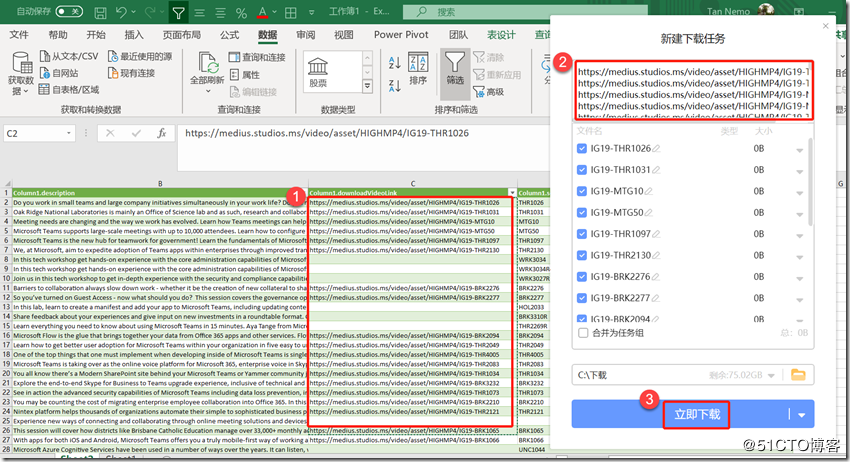 自动保存 关 工作簿1 - Ex... 搜索 Tan Nemo
文件 开始 插入 页面布局 公式 数据 审阅 视图 Power Pivot 团队 表设计
获取数据
从文本/CSV 最近使用的源
自网站 现有连接
自表格/区域
获取和转换数据
全部刷新
查询和连接
属性
编辑链接
查询和连接
股票
数据类型
排序
筛选
清除
重新应用
高级
排序和筛选
C2 fx https://medius.studios.ms/video/asset/HIGHMP4/IG19-THR1026
B C G
1 Column1.description Column1.downloadVideoLink Column1.s
2 Do you work in small teams and large company initiatives simultaneously in your work life? https://medius.studios.ms/video/asset/HIGHMP4/IG19-THR1026 THR1026
3 Oak Ridge National Laboratories is mainly an Office of Science lab and as such, research and https://medius.studios.ms/video/asset/HIGHMP4/IG19-THR1031 THR1031
4 Meeting needs are changing and the way we work has evolved. Learn how Teams meetings can help https://medius.studios.ms/video/asset/HIGHMP4/IG19-MTG10 MTG10
5 Microsoft Teams supports large-scale meetings with up to 10,000 attendees. Learn how to configure https://medius.studios.ms/video/asset/HIGHMP4/IG19-MTG50 MTG50
6 Microsoft Teams is the new hub for teamwork for government! Learn the fundamentals of https://medius.studios.ms/video/asset/HIGHMP4/IG19-THR1097 THR1097
7 We, at Microsoft, aim to expedite adoption of Teams apps within enterprises through improved https://medius.studios.ms/video/asset/HIGHMP4/IG19-THR2130 THR2130
8 In this tech workshop get hands-on experience with the core administration capabilities of WRK3034
9 In this tech workshop get hands-on experience with the core administration capabilities of WRK3034R
10 Join us in this tech workshop to get in-depth experience with the security and compliance WRK3027R
11 Barriers to collaboration always slow down work - whether it be the creation of new collateral to https://medius.studios.ms/video/asset/HIGHMP4/IG19-BRK2276 BRK2276
12 So you've turned on Guest Access - now what should you do? This session covers the governance https://medius.studios.ms/video/asset/HIGHMP4/IG19-BRK2277 BRK2277
13 In this lab, learn to create a manifest and add your app to Microsoft Teams, including updating HOL2033
14 Share feedback about your experiences and give input on new investments in a roundtable format. BRK3310R
15 Learn everything you need to know about using Microsoft Teams in 15 minutes. Aya Tange from THR2269R
16 Microsoft Flow is the glue that brings together your data from Office 365 apps and other services. https://medius.studios.ms/video/asset/HIGHMP4/IG19-BRK2094 BRK2094
17 Learn how to get better user adoption for Microsoft Teams within your organization in five easy to https://medius.studios.ms/video/asset/HIGHMP4/IG19-THR2049 THR2049
18 One of the top things that one must implement when developing inside of Microsoft Teams is https://medius.studios.ms/video/asset/HIGHMP4/IG19-THR4005 THR4005
19 Microsoft Teams is taking over as the online voice platform for Microsoft 365, enterprise voice in https://medius.studios.ms/video/asset/HIGHMP4/IG19-THR2083 THR2083
20 You all know there's a Modern SharePoint site behind your Microsoft Teams or Yammer https://medius.studios.ms/video/asset/HIGHMP4/IG19-THR1034 THR1034
21 Explore the end-to-end Skype for Business to Teams upgrade experience, inclusive of technical and https://medius.studios.ms/video/asset/HIGHMP4/IG19-BRK3232 BRK3232
22 See in action the advanced security capabilities of Microsoft Teams including data loss https://medius.studios.ms/video/asset/HIGHMP4/IG19-THR1073 THR1073
23 You may be counting the cost of migrating enterprise employee collaboration into Office 365. In this https://medius.studios.ms/video/asset/HIGHMP4/IG19-BRK2210 BRK2210
24 Nintex platform helps thousands of organizations automate their simple to sophisticated business https://medius.studios.ms/video/asset/HIGHMP4/IG19-THR2121 THR2121
25 Experience new ways of connecting and collaborating through online meeting solutions and
26 This session will cover how districts like Brisbane Catholic Education manage over 33,000+ monthly https://medius.studios.ms/video/asset/HIGHMP4/IG19-BRK1065 BRK1065
27 With apps for both iOS and Android, Microsoft Teams offers you a truly mobile-first way of working https://medius.studios.ms/video/asset/HIGHMP4/IG19-BRK1066 BRK1066
28 Microsoft Azure Cognitive Services have been used in a number of ways over the years. It can listen, UNC1044
1
2
3
新建下载任务
https://medius.studios.ms/video/asset/HIGHMP4/IG19-T
https://medius.studios.ms/video/asset/HIGHMP4/IG19-T
https://medius.studios.ms/video/asset/HIGHMP4/IG19-M
https://medius.studios.ms/video/asset/HIGHMP4/IG19-M
https://medius.studios.ms/video/asset/HIGHMP4/IG19-T
文件名 类型 大小
IG19-THR1026 0B
IG19-THR1031 0B
IG19-MTG10 0B
IG19-MTG50 0B
IG19-THR1097 0B
IG19-THR2130 0B
IG19-BRK2276 0B
IG19-BRK2277 0B
IG19-BRK2094 0B
合并为任务组 总: 0B
C:\下载 剩余:75.02GB
立即下载
@51CTO博客